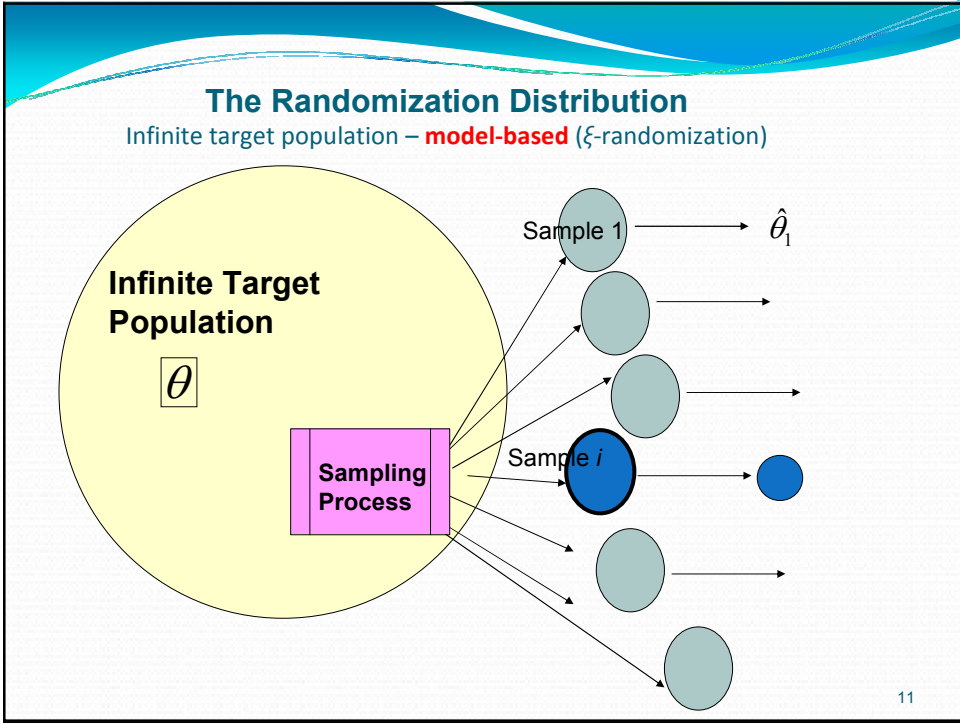 The Randomization Distribution
Infinite target population – model-based (ξ-randomization)
Sample 1
θ̂₁
Infinite Target
Population
θ
Sample i
Sampling
Process
11